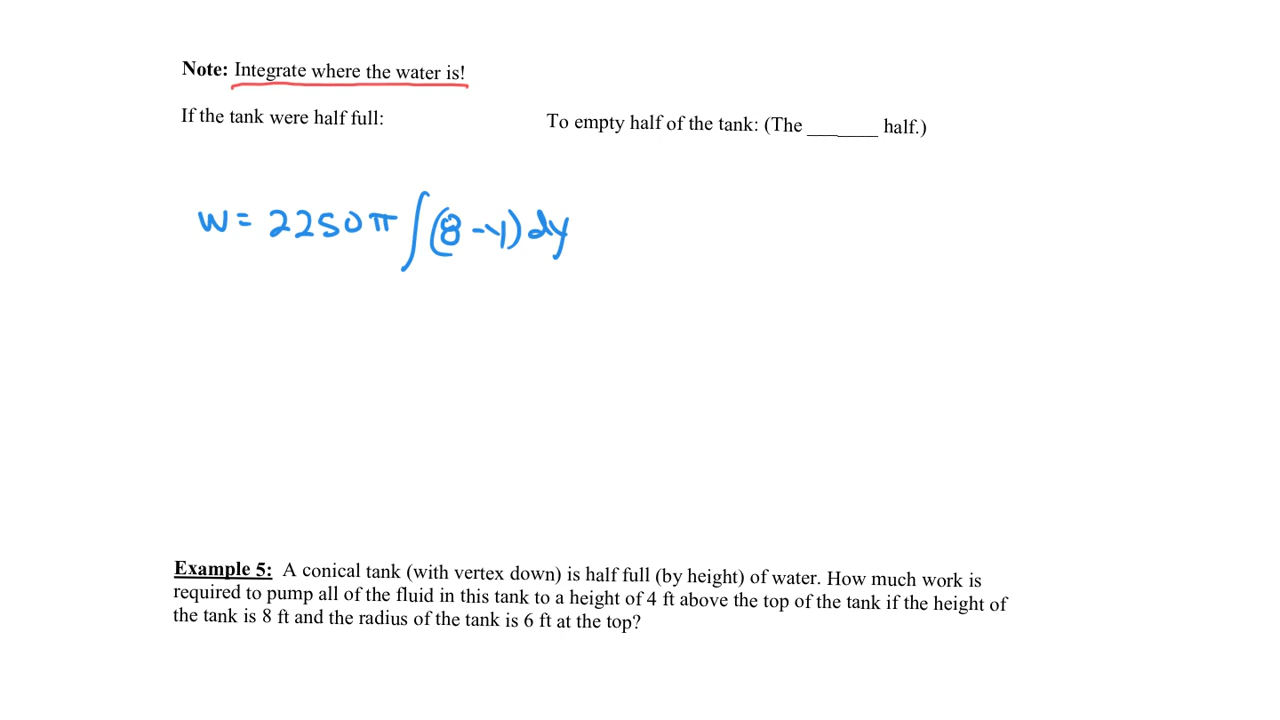 Note: Integrate where the water is!
If the tank were half full:
To empty half of the tank: (The _______ half.)
W = 2250π ∫(8 - y) dy
Example 5: A conical tank (with vertex down) is half full (by height) of water. How much work is
required to pump all of the fluid in this tank to a height of 4 ft above the top of the tank if the height of
the tank is 8 ft and the radius of the tank is 6 ft at the top?